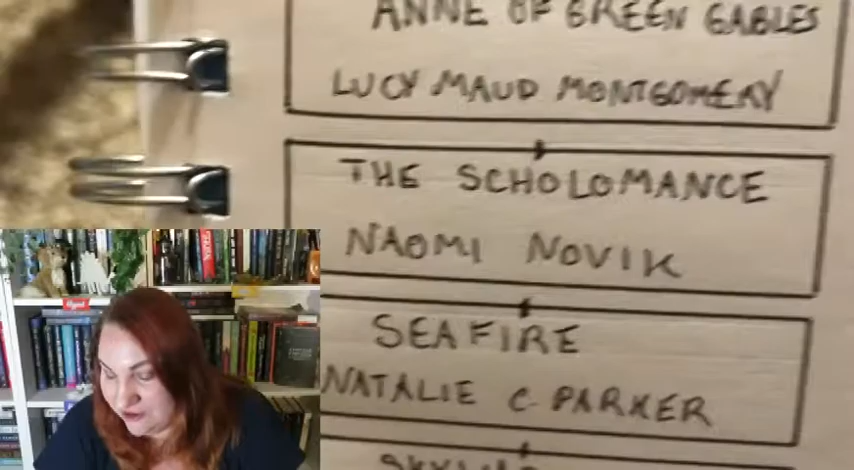 ANNE OF GREEN GABLES
LUCY MAUD MONTGOMERY
THE SCHOLOMANCE
NAOMI NOVIK
SEAFIRE
NATALIE C PARKER